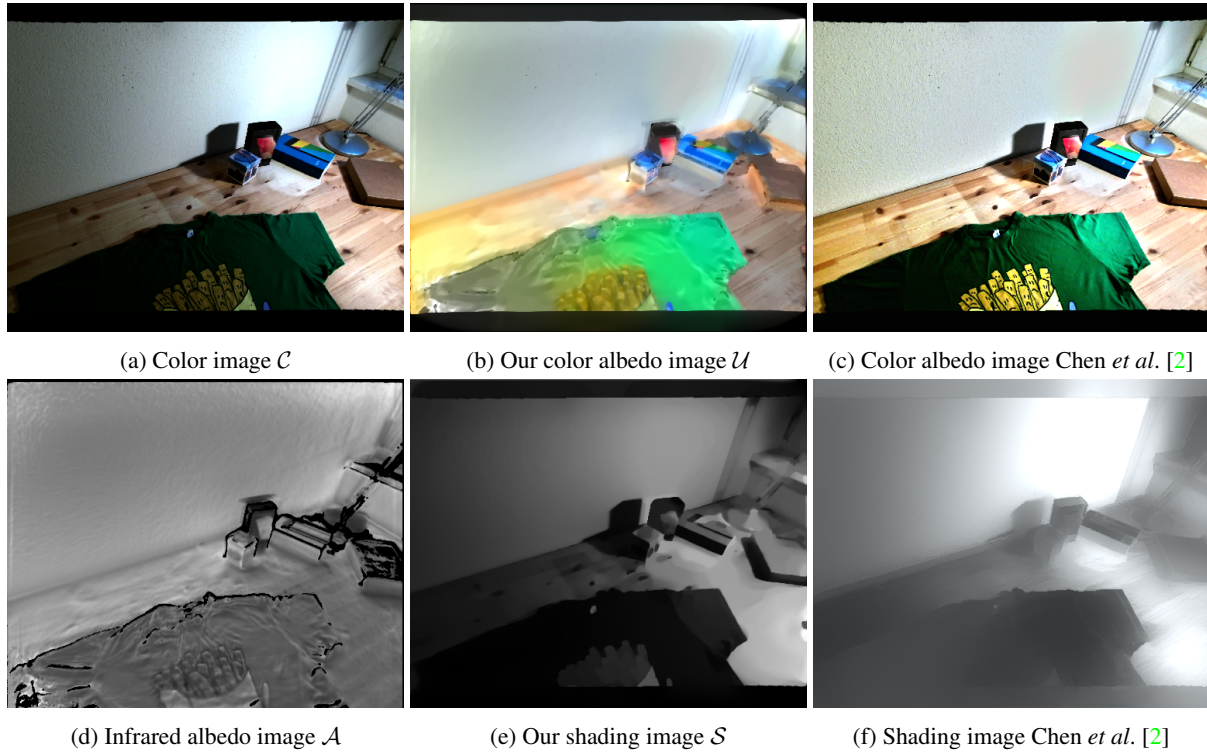 (a) Color image C
(b) Our color albedo image U
(c) Color albedo image Chen et al. [2]
(d) Infrared albedo image A
(e) Our shading image S
(f) Shading image Chen et al. [2]